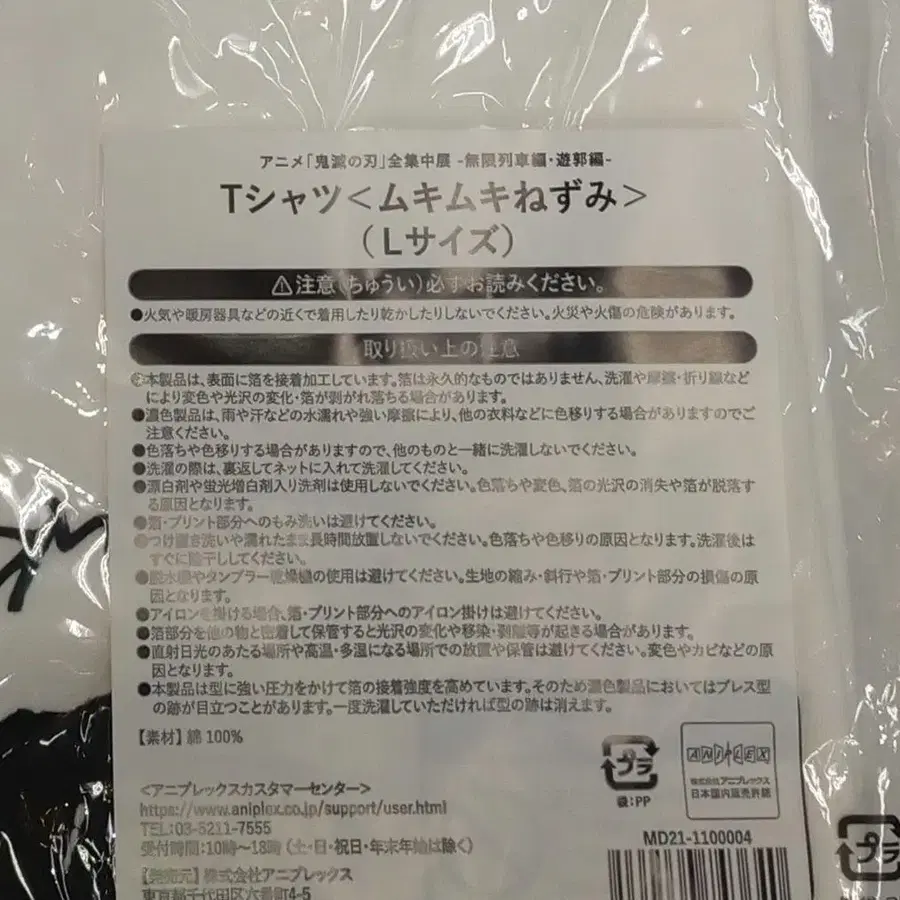 アニメ「鬼滅の刃」全集中展 -無限列車編・遊郭編-
Tシャツ＜ムキムキねずみ＞
（Lサイズ）
⚠注意（ちゅうい）必ずお読みください。
●火気や暖房器具などの近くで着用したり乾かしたりしないでください。火災や火傷の危険があります。
取り扱い上の注意
●本製品は、表面に箔を接着加工しています。箔は永久的なものではありません、洗濯や摩擦・折り線など
により変色や光沢の変化・箔が剥がれ落ちる場合があります。
●濃色製品は、雨や汗などの水濡れや強い摩擦により、他の衣料などに色移りする場合がありますのでご
注意ください。
●色落ちや色移りする場合がありますので、他のものと一緒に洗濯しないでください。
●洗濯の際は、裏返してネットに入れて洗濯してください。
●漂白剤や蛍光増白剤入り洗剤は使用しないでください。色落ちや変色、箔の光沢の消失や箔が脱落す
る原因となります。
●箔・プリント部分へのもみ洗いは避けてください。
●つけ置き洗いや濡れたまま長時間放置しないでください。色落ちや色移りの原因となります。洗濯後は
すぐに陰干ししてください。
●脱水機やタンブラー乾燥機の使用は避けてください。生地の縮み・斜行や箔・プリント部分の損傷の原
因となります。
●アイロンを掛ける場合、箔・プリント部分へのアイロン掛けは避けてください。
●箔部分を他の物と密着して保管すると光沢の変化や移染・剥離等が起きる場合があります。
●直射日光のあたる場所や高温・多湿になる場所での放置や保管は避けてください。変色やカビなどの原
因となります。
●本製品は型に強い圧力をかけて箔の接着強度を高めています。そのため濃色製品においてはプレス型
の跡が目立つことがあります。一度洗濯していただければ型の跡は消えます。
【素材】綿 100%
＜アニプレックスカスタマーセンター＞
https://www.aniplex.co.jp/support/user.html
TEL:03-5211-7555
受付時間:10時～18時（土・日・祝日・年末年始は除く）
【発売元】株式会社アニプレックス
東京都千代田区六番町4-5
プラ
袋:PP
ANIPLEX
株式会社アニプレックス
日本国内販売許諾
MD21-1100004
プラ